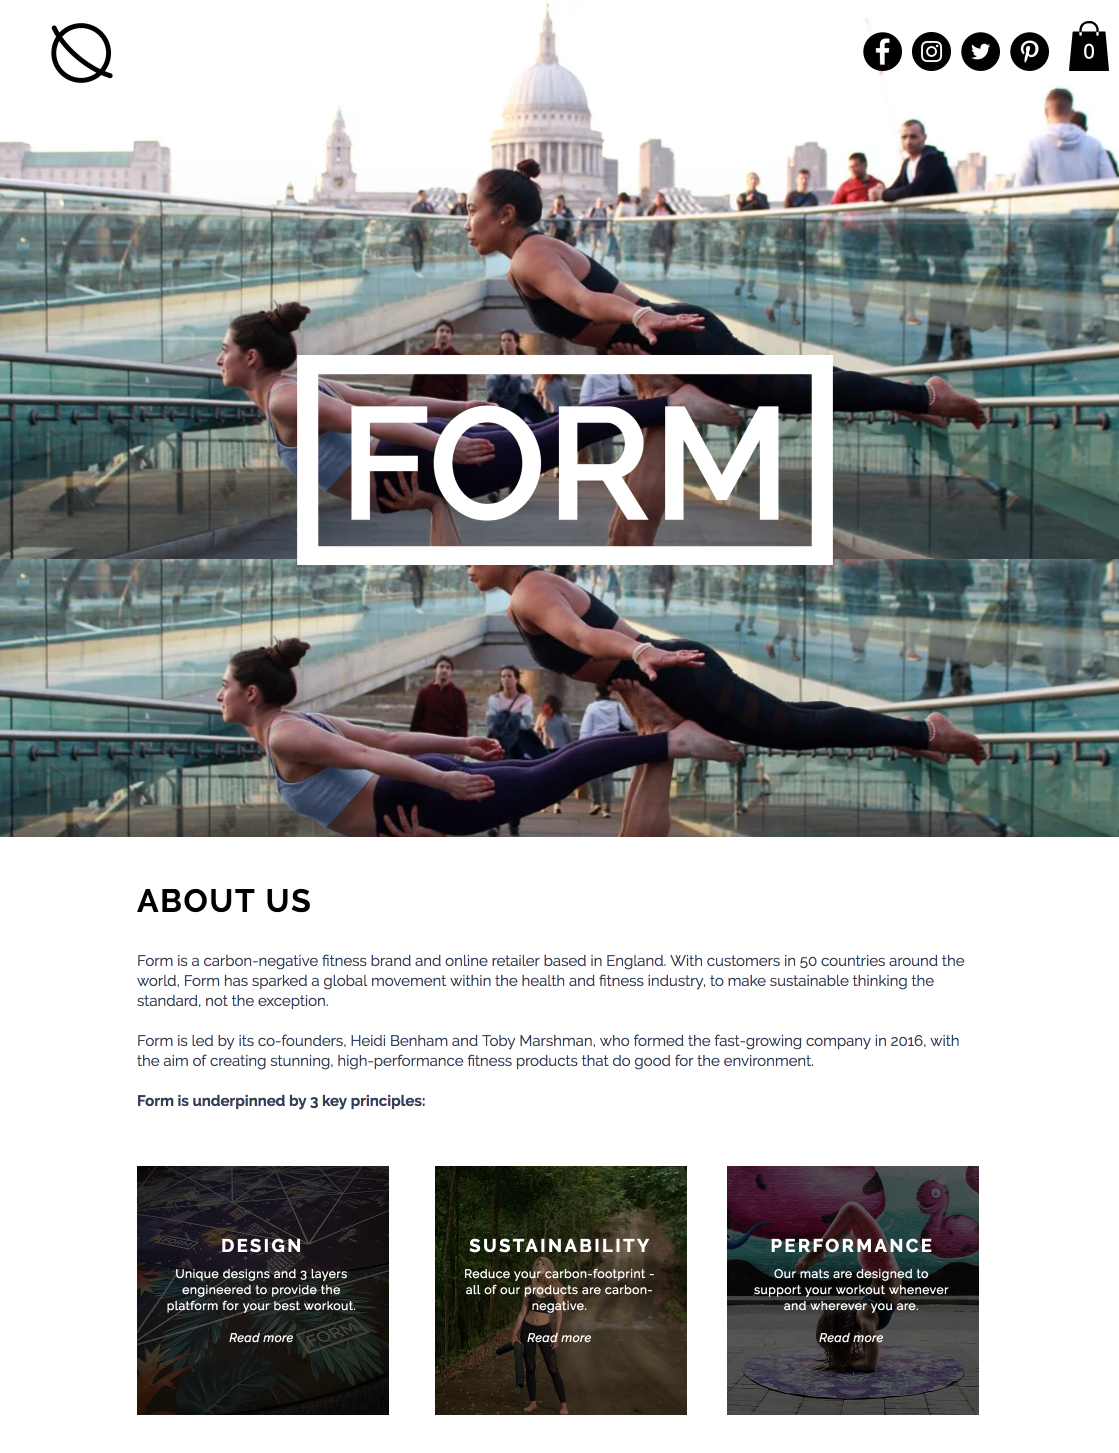 0
FORM
ABOUT US
Form is a carbon-negative fitness brand and online retailer based in England. With customers in 50 countries around the
world, Form has sparked a global movement within the health and fitness industry, to make sustainable thinking the
standard, not the exception.
Form is led by its co-founders, Heidi Benham and Toby Marshman, who formed the fast-growing company in 2016, with
the aim of creating stunning, high-performance fitness products that do good for the environment.
Form is underpinned by 3 key principles:
DESIGN
Unique designs and 3 layers
engineered to provide the
platform for your best workout.
Read more
FORM
FORM
SUSTAINABILITY
Reduce your carbon-footprint -
all of our products are carbon-
negative.
Read more
PERFORMANCE
Our mats are designed to
support your workout whenever
and wherever you are.
Read more